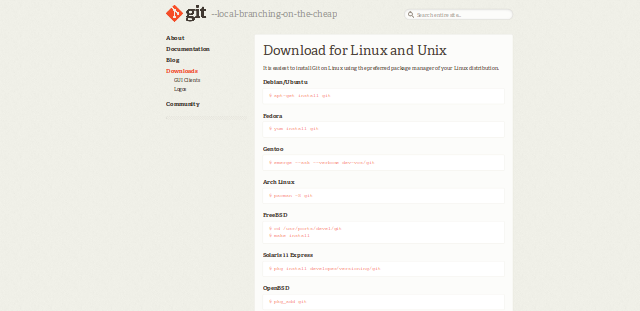 git --local-branching-on-the-cheap
Search entire site...
About
Documentation
Blog
Downloads
GUI Clients
Logos
Community
Download for Linux and Unix
It is easiest to install Git on Linux using the preferred package manager of your Linux distribution.
Debian/Ubuntu
$ apt-get install git
Fedora
$ yum install git
Gentoo
$ emerge --ask --verbose dev-vcs/git
Arch Linux
$ pacman -S git
FreeBSD
$ cd /usr/ports/devel/git
$ make install
Solaris 11 Express
$ pkg install developer/versioning/git
OpenBSD
$ pkg_add git